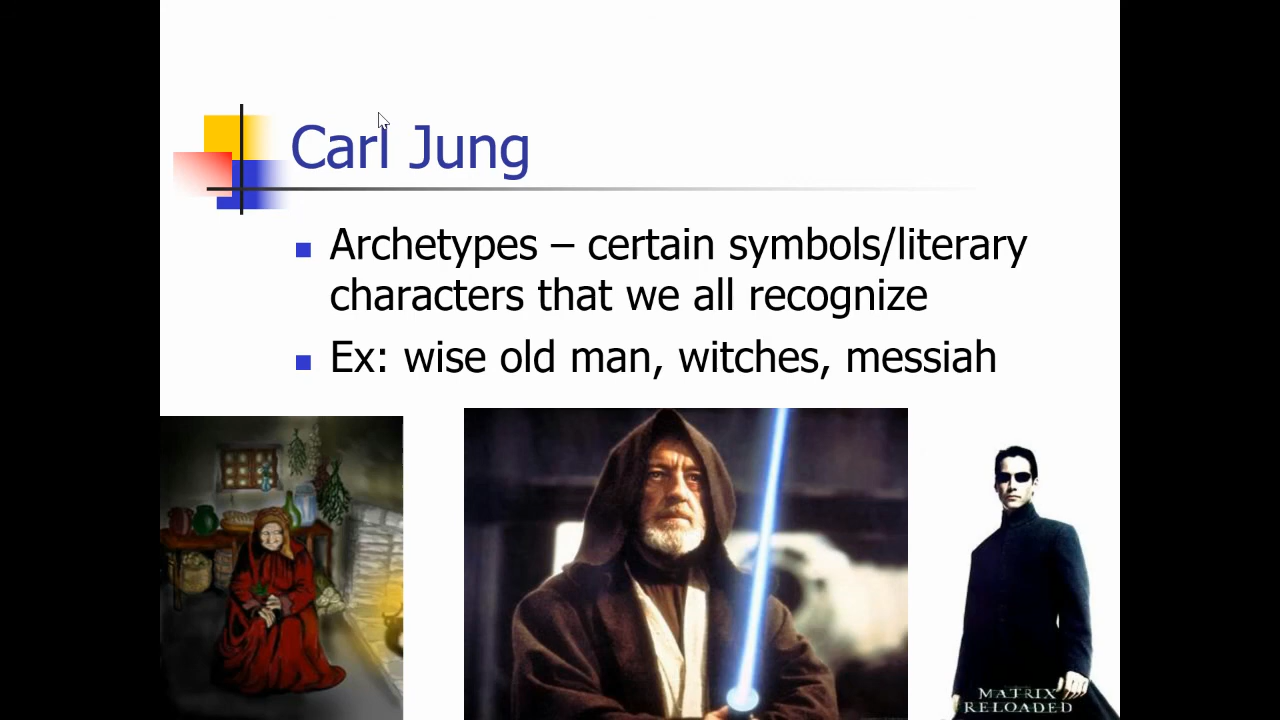 Carl Jung
Archetypes – certain symbols/literary
characters that we all recognize
Ex: wise old man, witches, messiah
MATRIX
RELOADED